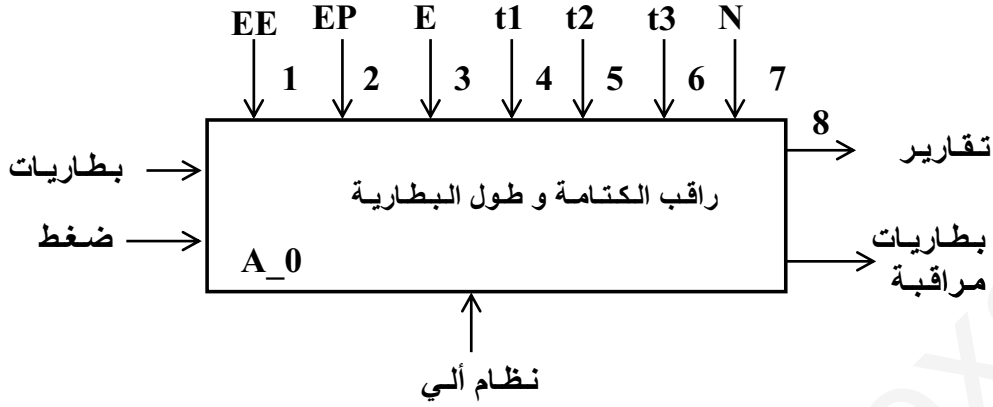 EE EP E t1 t2 t3 N
1 2 3 4 5 6 7
8
تقارير
بطاريات
راقب الكتامة و طول البطارية
بطاريات
مراقبة
ضغط
A_0
نظام ألي